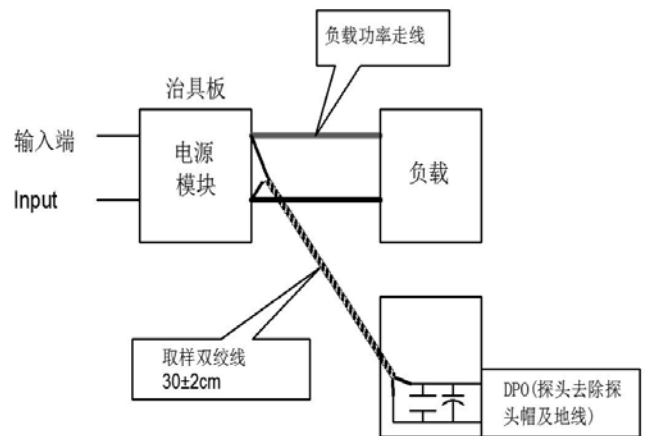 负载功率走线
治具板
输入端
电源
模块
负载
Input
取样双绞线
30±2cm
DPO(探头去除探
头帽及地线)